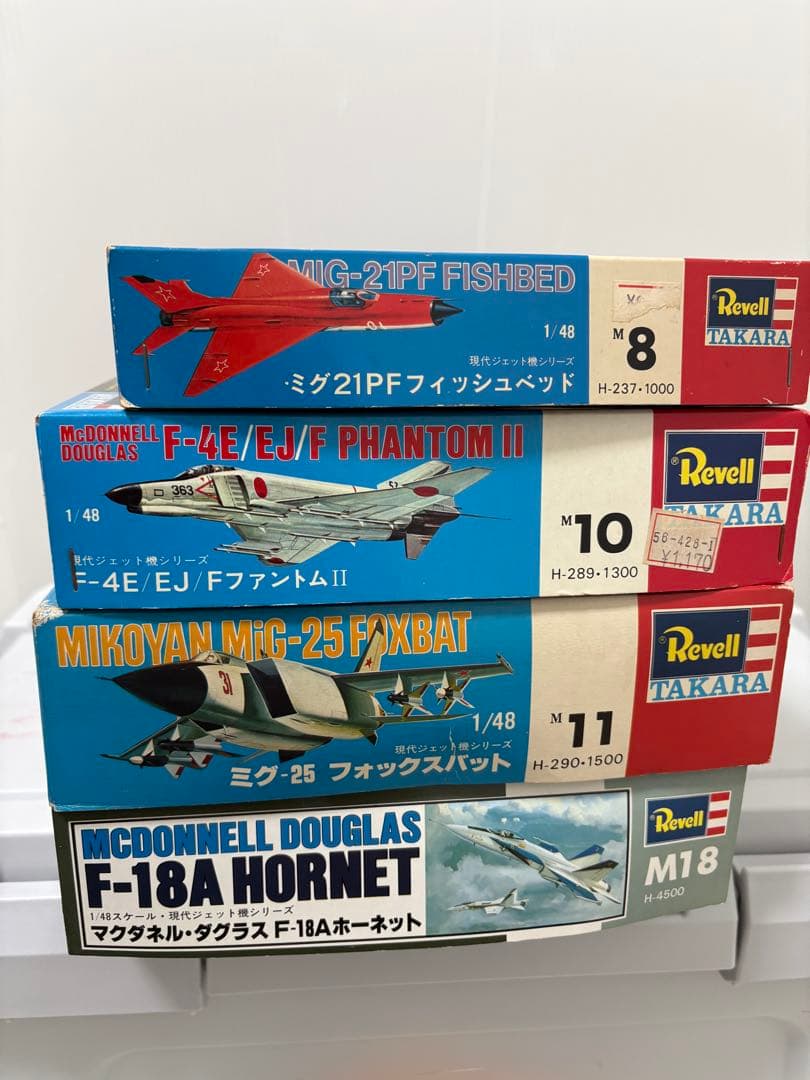 MIG-21PF FISHBED
1/48
現代ジェット機シリーズ
ミグ21PFフィッシュベッド
M8
H-237・1000
Revell
TAKARA
McDONNELL
DOUGLAS
F-4E/EJ/F PHANTOM II
363
1/48
現代ジェット機シリーズ
F-4E/EJ/FファントムII
M10
H-289・1300
Revell
TAKARA
56-428-I
¥1,170
MIKOYAN MiG-25 FOXBAT
31
1/48
現代ジェット機シリーズ
ミグ-25 フォックスバット
M11
H-290・1500
Revell
TAKARA
MCDONNELL DOUGLAS
F-18A HORNET
1/48スケール・現代ジェット機シリーズ
マクダネル・ダグラス F-18Aホーネット
Revell
M18
H-4500